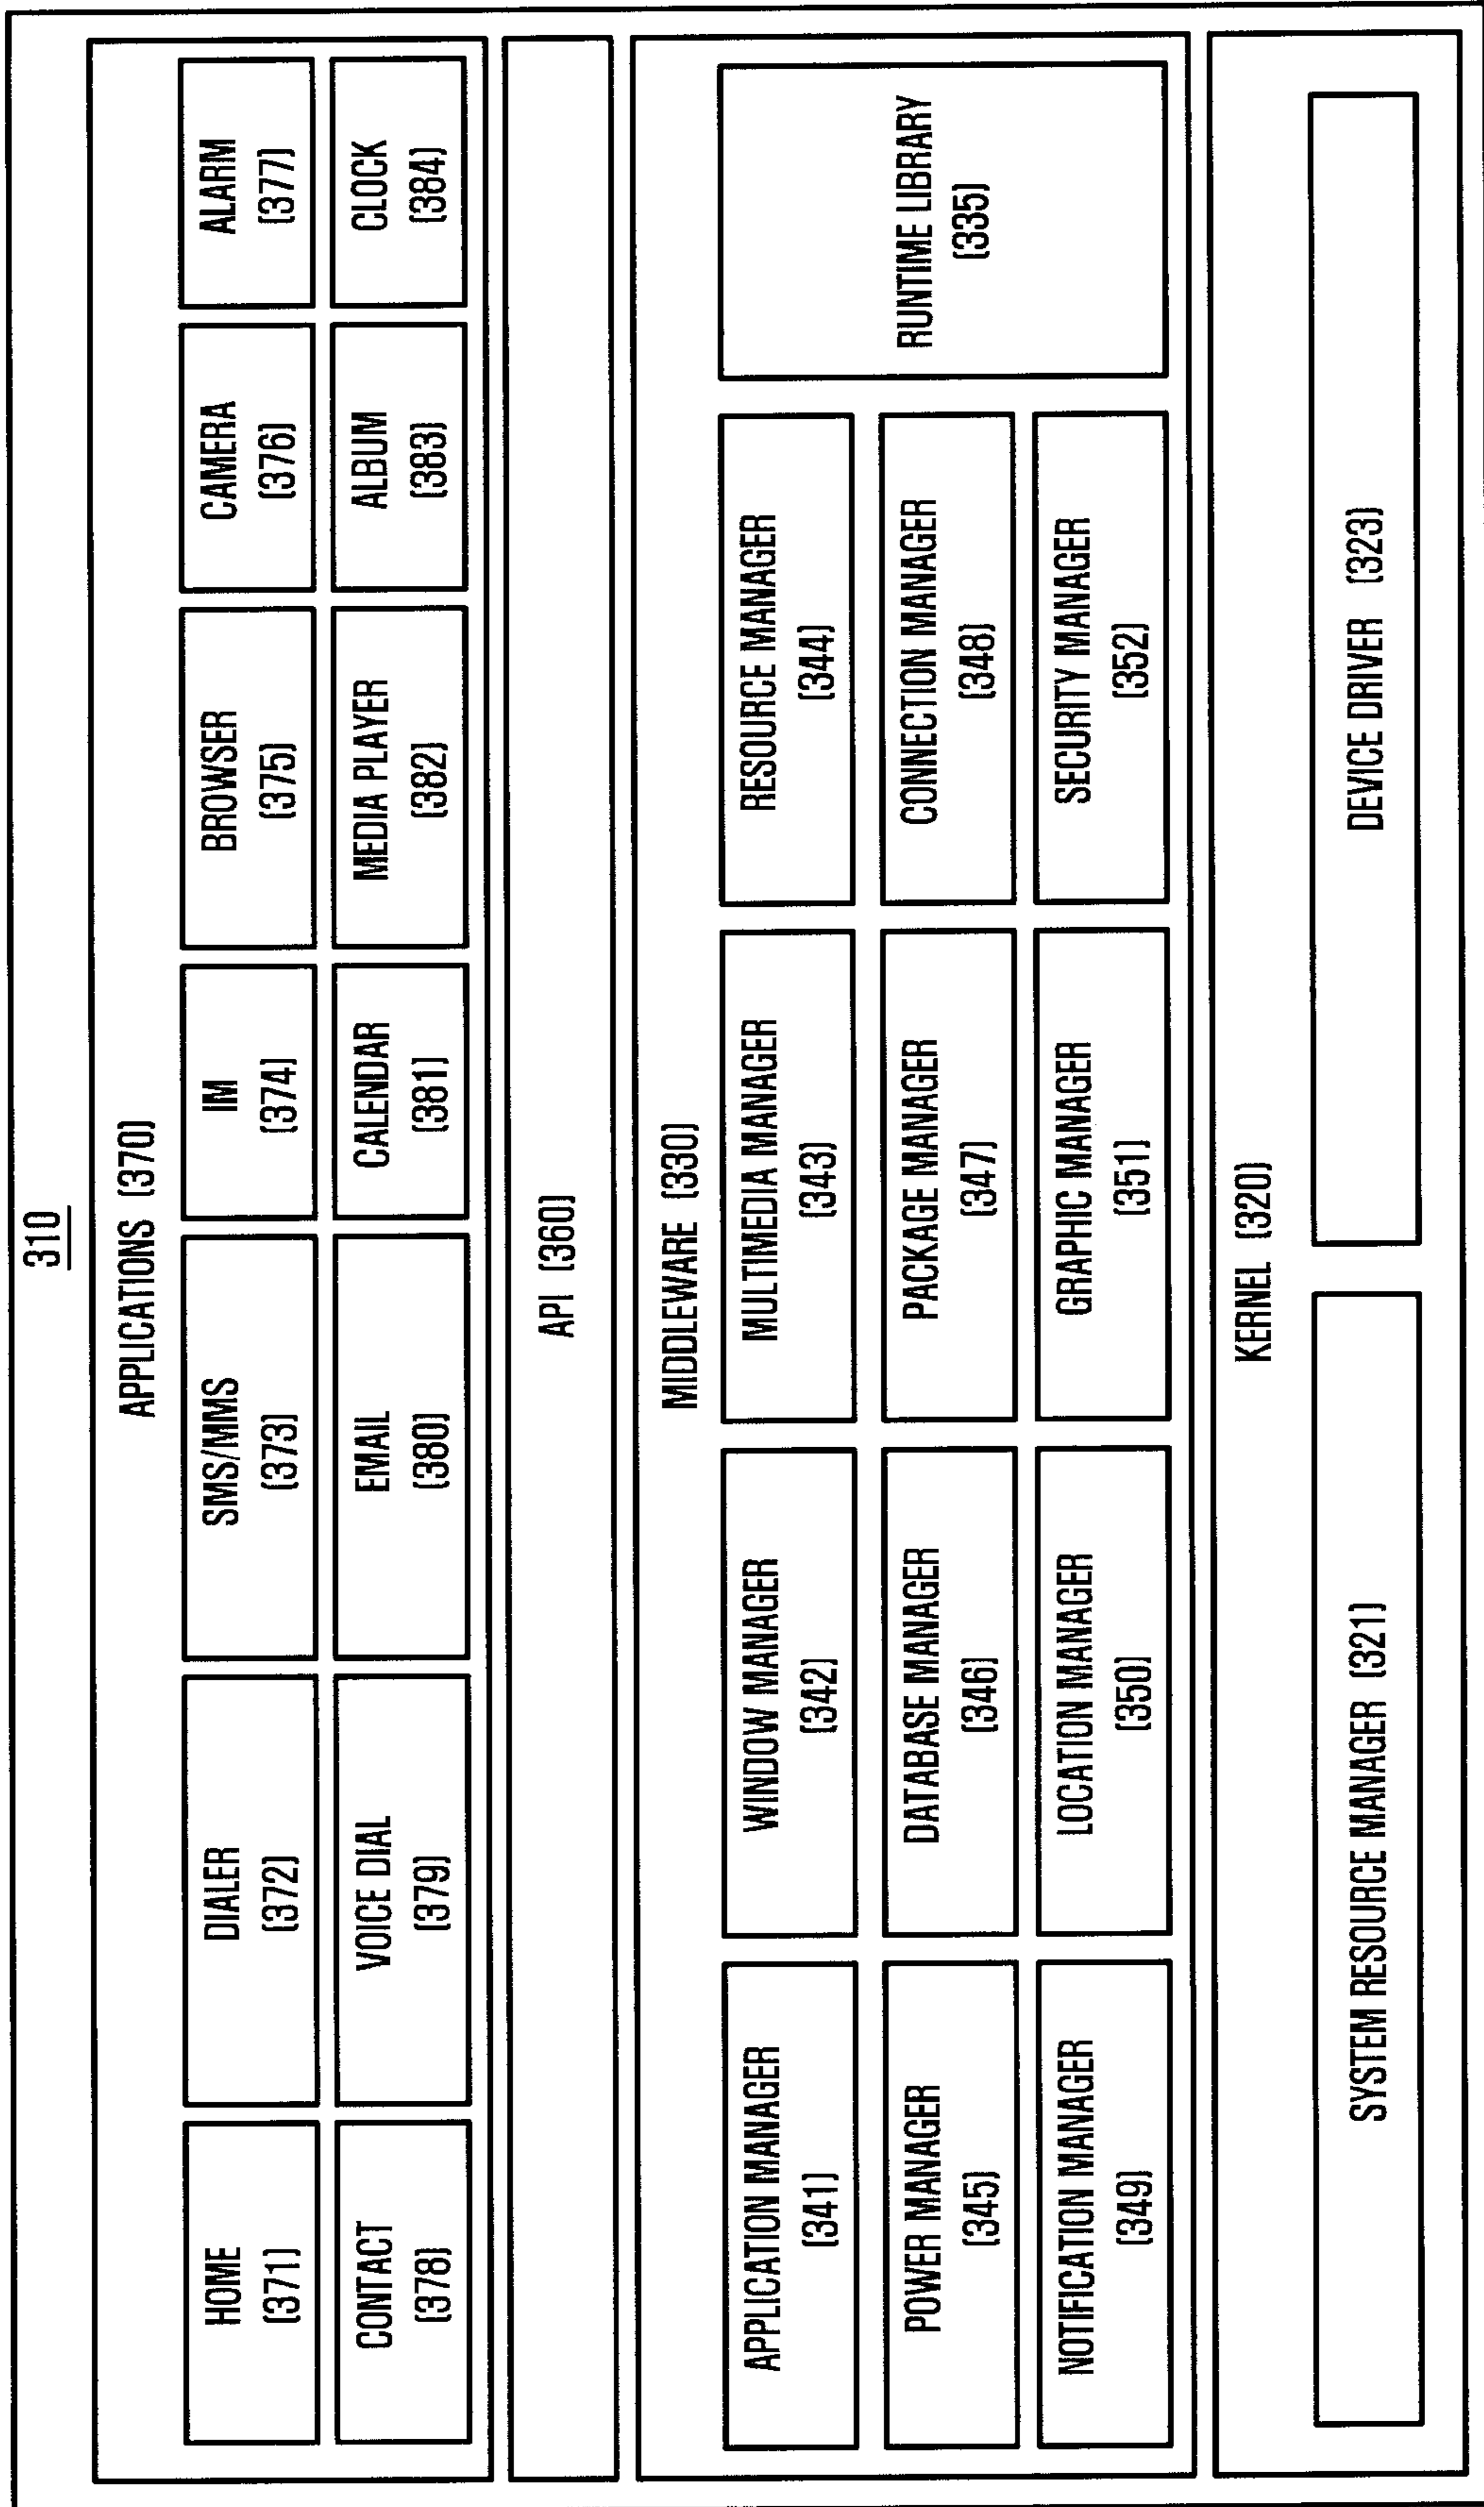 310
APPLICATIONS (370)
HOME
(371)
DIALER
(372)
SMS/MMS
(373)
IM
(374)
BROWSER
(375)
CAMERA
(376)
ALARM
(377)
CONTACT
(378)
VOICE DIAL
(379)
EMAIL
(380)
CALENDAR
(381)
MEDIA PLAYER
(382)
ALBUM
(383)
CLOCK
(384)
API (360)
MIDDLEWARE (330)
APPLICATION MANAGER
(341)
WINDOW MANAGER
(342)
MULTIMEDIA MANAGER
(343)
RESOURCE MANAGER
(344)
RUNTIME LIBRARY
(335)
POWER MANAGER
(345)
DATABASE MANAGER
(346)
PACKAGE MANAGER
(347)
CONNECTION MANAGER
(348)
NOTIFICATION MANAGER
(349)
LOCATION MANAGER
(350)
GRAPHIC MANAGER
(351)
SECURITY MANAGER
(352)
KERNEL (320)
SYSTEM RESOURCE MANAGER (321)
DEVICE DRIVER (323)